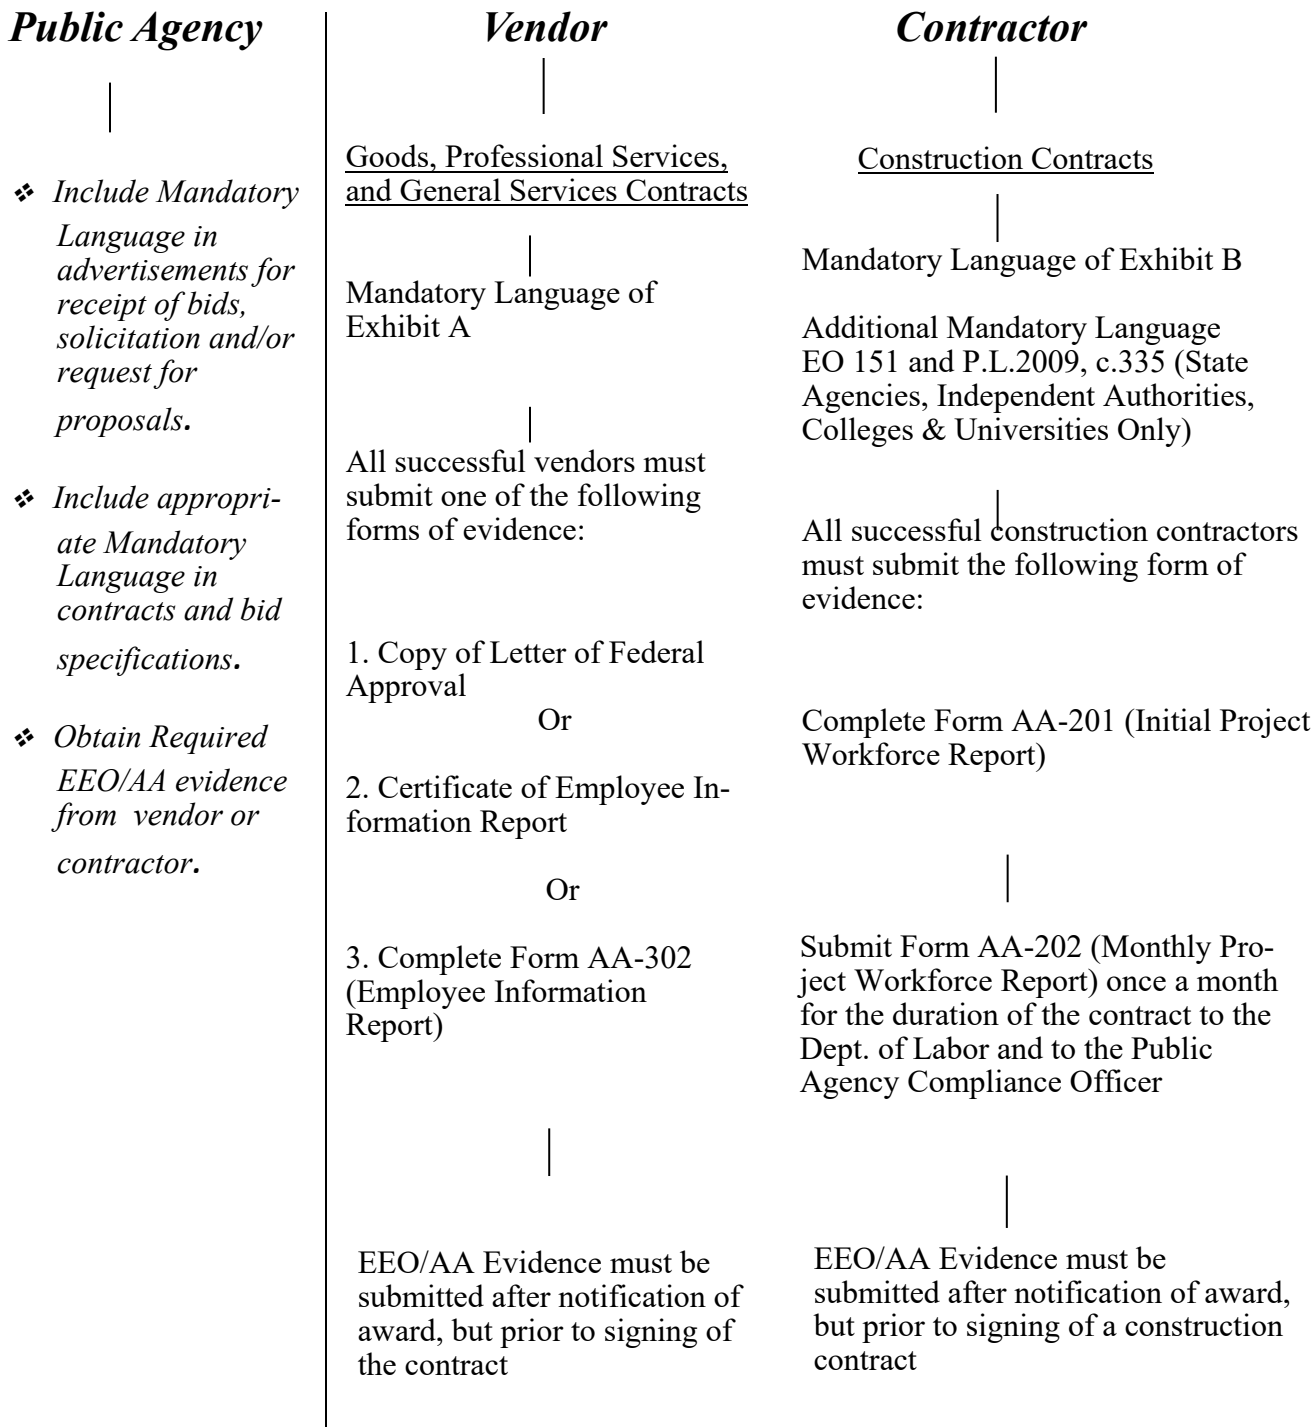 Public Agency
❖ Include Mandatory
Language in
advertisements for
receipt of bids,
solicitation and/or
request for
proposals.
❖ Include appropri-
ate Mandatory
Language in
contracts and bid
specifications.
❖ Obtain Required
EEO/AA evidence
from vendor or
contractor.
Vendor
Goods, Professional Services,
and General Services Contracts
Mandatory Language of
Exhibit A
All successful vendors must
submit one of the following
forms of evidence:
1. Copy of Letter of Federal
Approval
Or
2. Certificate of Employee In-
formation Report
Or
3. Complete Form AA-302
(Employee Information
Report)
EEO/AA Evidence must be
submitted after notification of
award, but prior to signing of
the contract
Contractor
Construction Contracts
Mandatory Language of Exhibit B
Additional Mandatory Language
EO 151 and P.L.2009, c.335 (State
Agencies, Independent Authorities,
Colleges & Universities Only)
All successful construction contractors
must submit the following form of
evidence:
Complete Form AA-201 (Initial Project
Workforce Report)
Submit Form AA-202 (Monthly Pro-
ject Workforce Report) once a month
for the duration of the contract to the
Dept. of Labor and to the Public
Agency Compliance Officer
EEO/AA Evidence must be
submitted after notification of award,
but prior to signing of a construction
contract